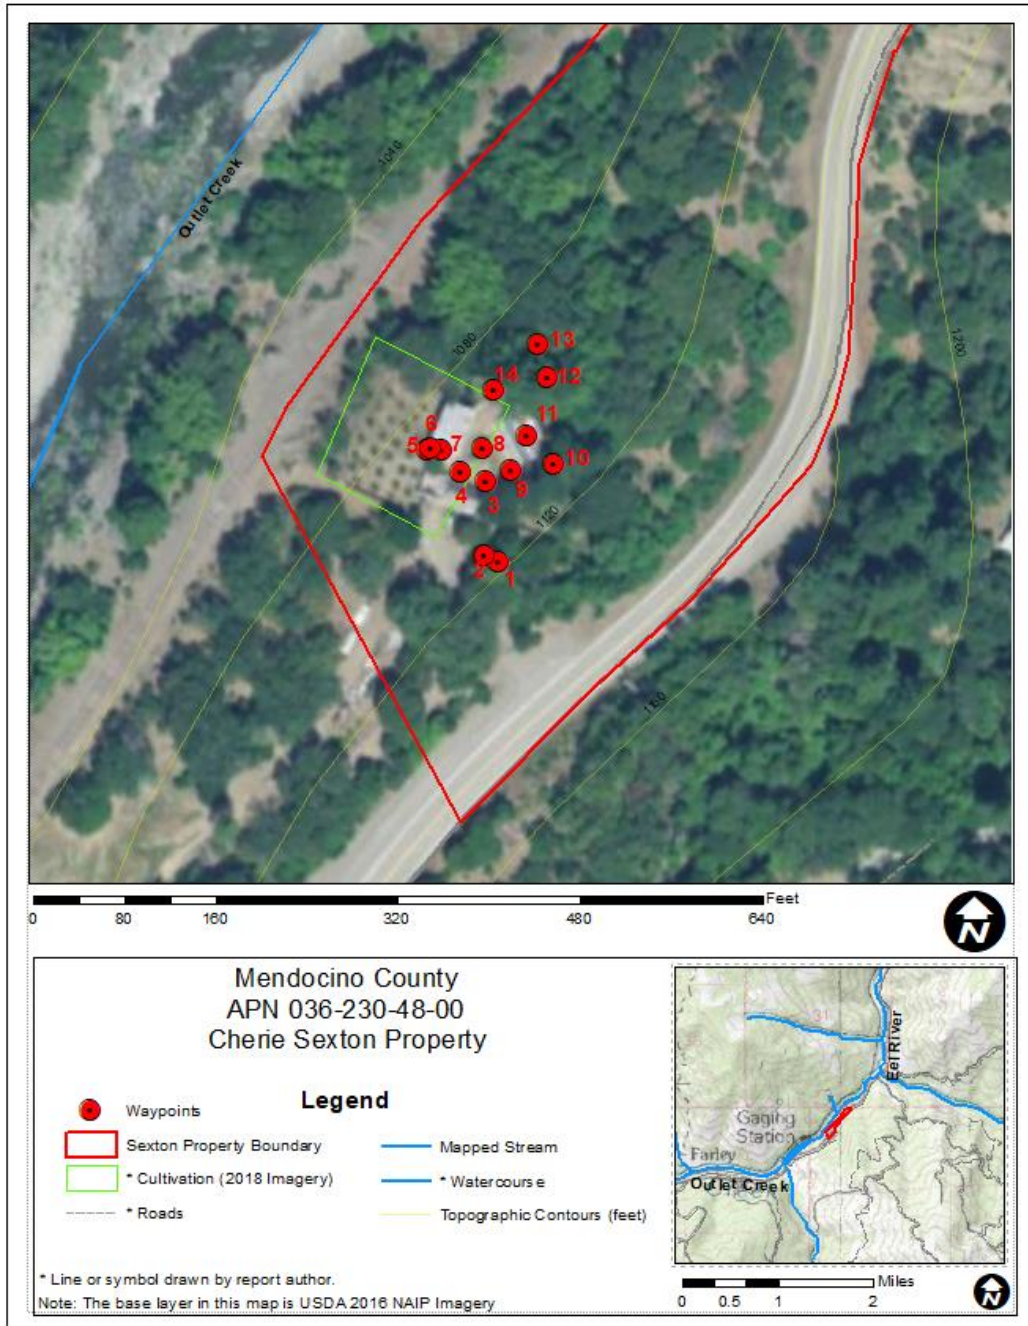 Outlet Creek
1040
1080
1200
13
12
14
11
6
5
7
8
10
4
3
9
1120
2
1
1160
0 80 160 320 480 640 Feet
N
Mendocino County
APN 036-230-48-00
Cherie Sexton Property
Legend
Waypoints
Sexton Property Boundary
* Cultivation (2018 Imagery)
* Roads
Mapped Stream
* Watercourse
Topographic Contours (feet)
* Line or symbol drawn by report author.
Note: The base layer in this map is USDA 2016 NAIP Imagery
31
Eel River
Gaging
Station
Farley
Outlet Creek
0 0.5 1 2 Miles
N